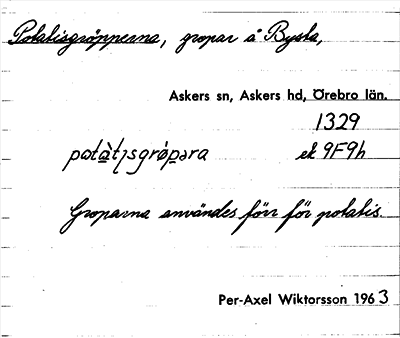 Potatisgröpperna, gropar å Bysta,
Askers sn, Askers hd, Örebro län.
1329
ek 9F9h
Groparna användes förr för potatis.
Per-Axel Wiktorsson 1963